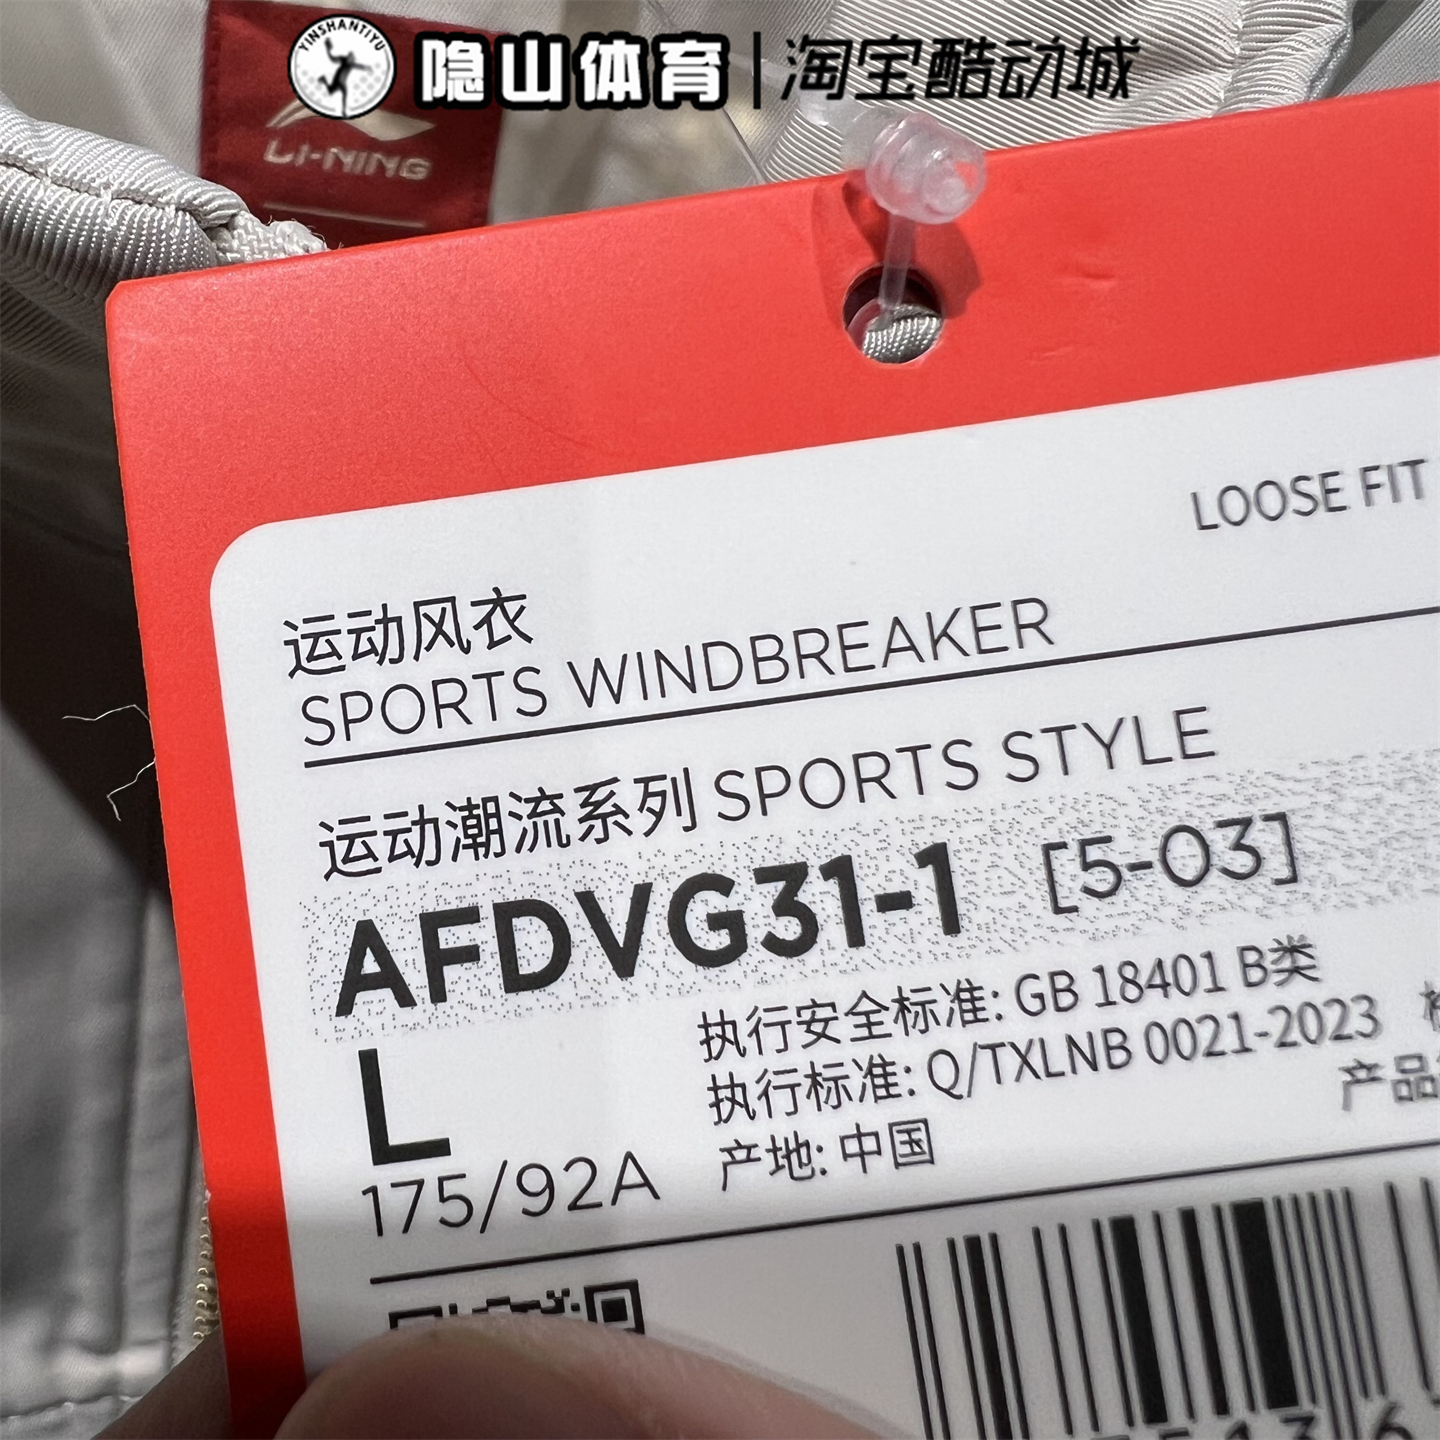 YINSHANTIYU
隐山体育|淘宝酷动城
LI-NING
LOOSE FIT
运动风衣
SPORTS WINDBREAKER
运动潮流系列 SPORTS STYLE
AFDVG31-1 [5-03]
L
175/92A
执行安全标准: GB 18401 B类
执行标准: Q/TXLNB 0021-2023
产品
产地: 中国